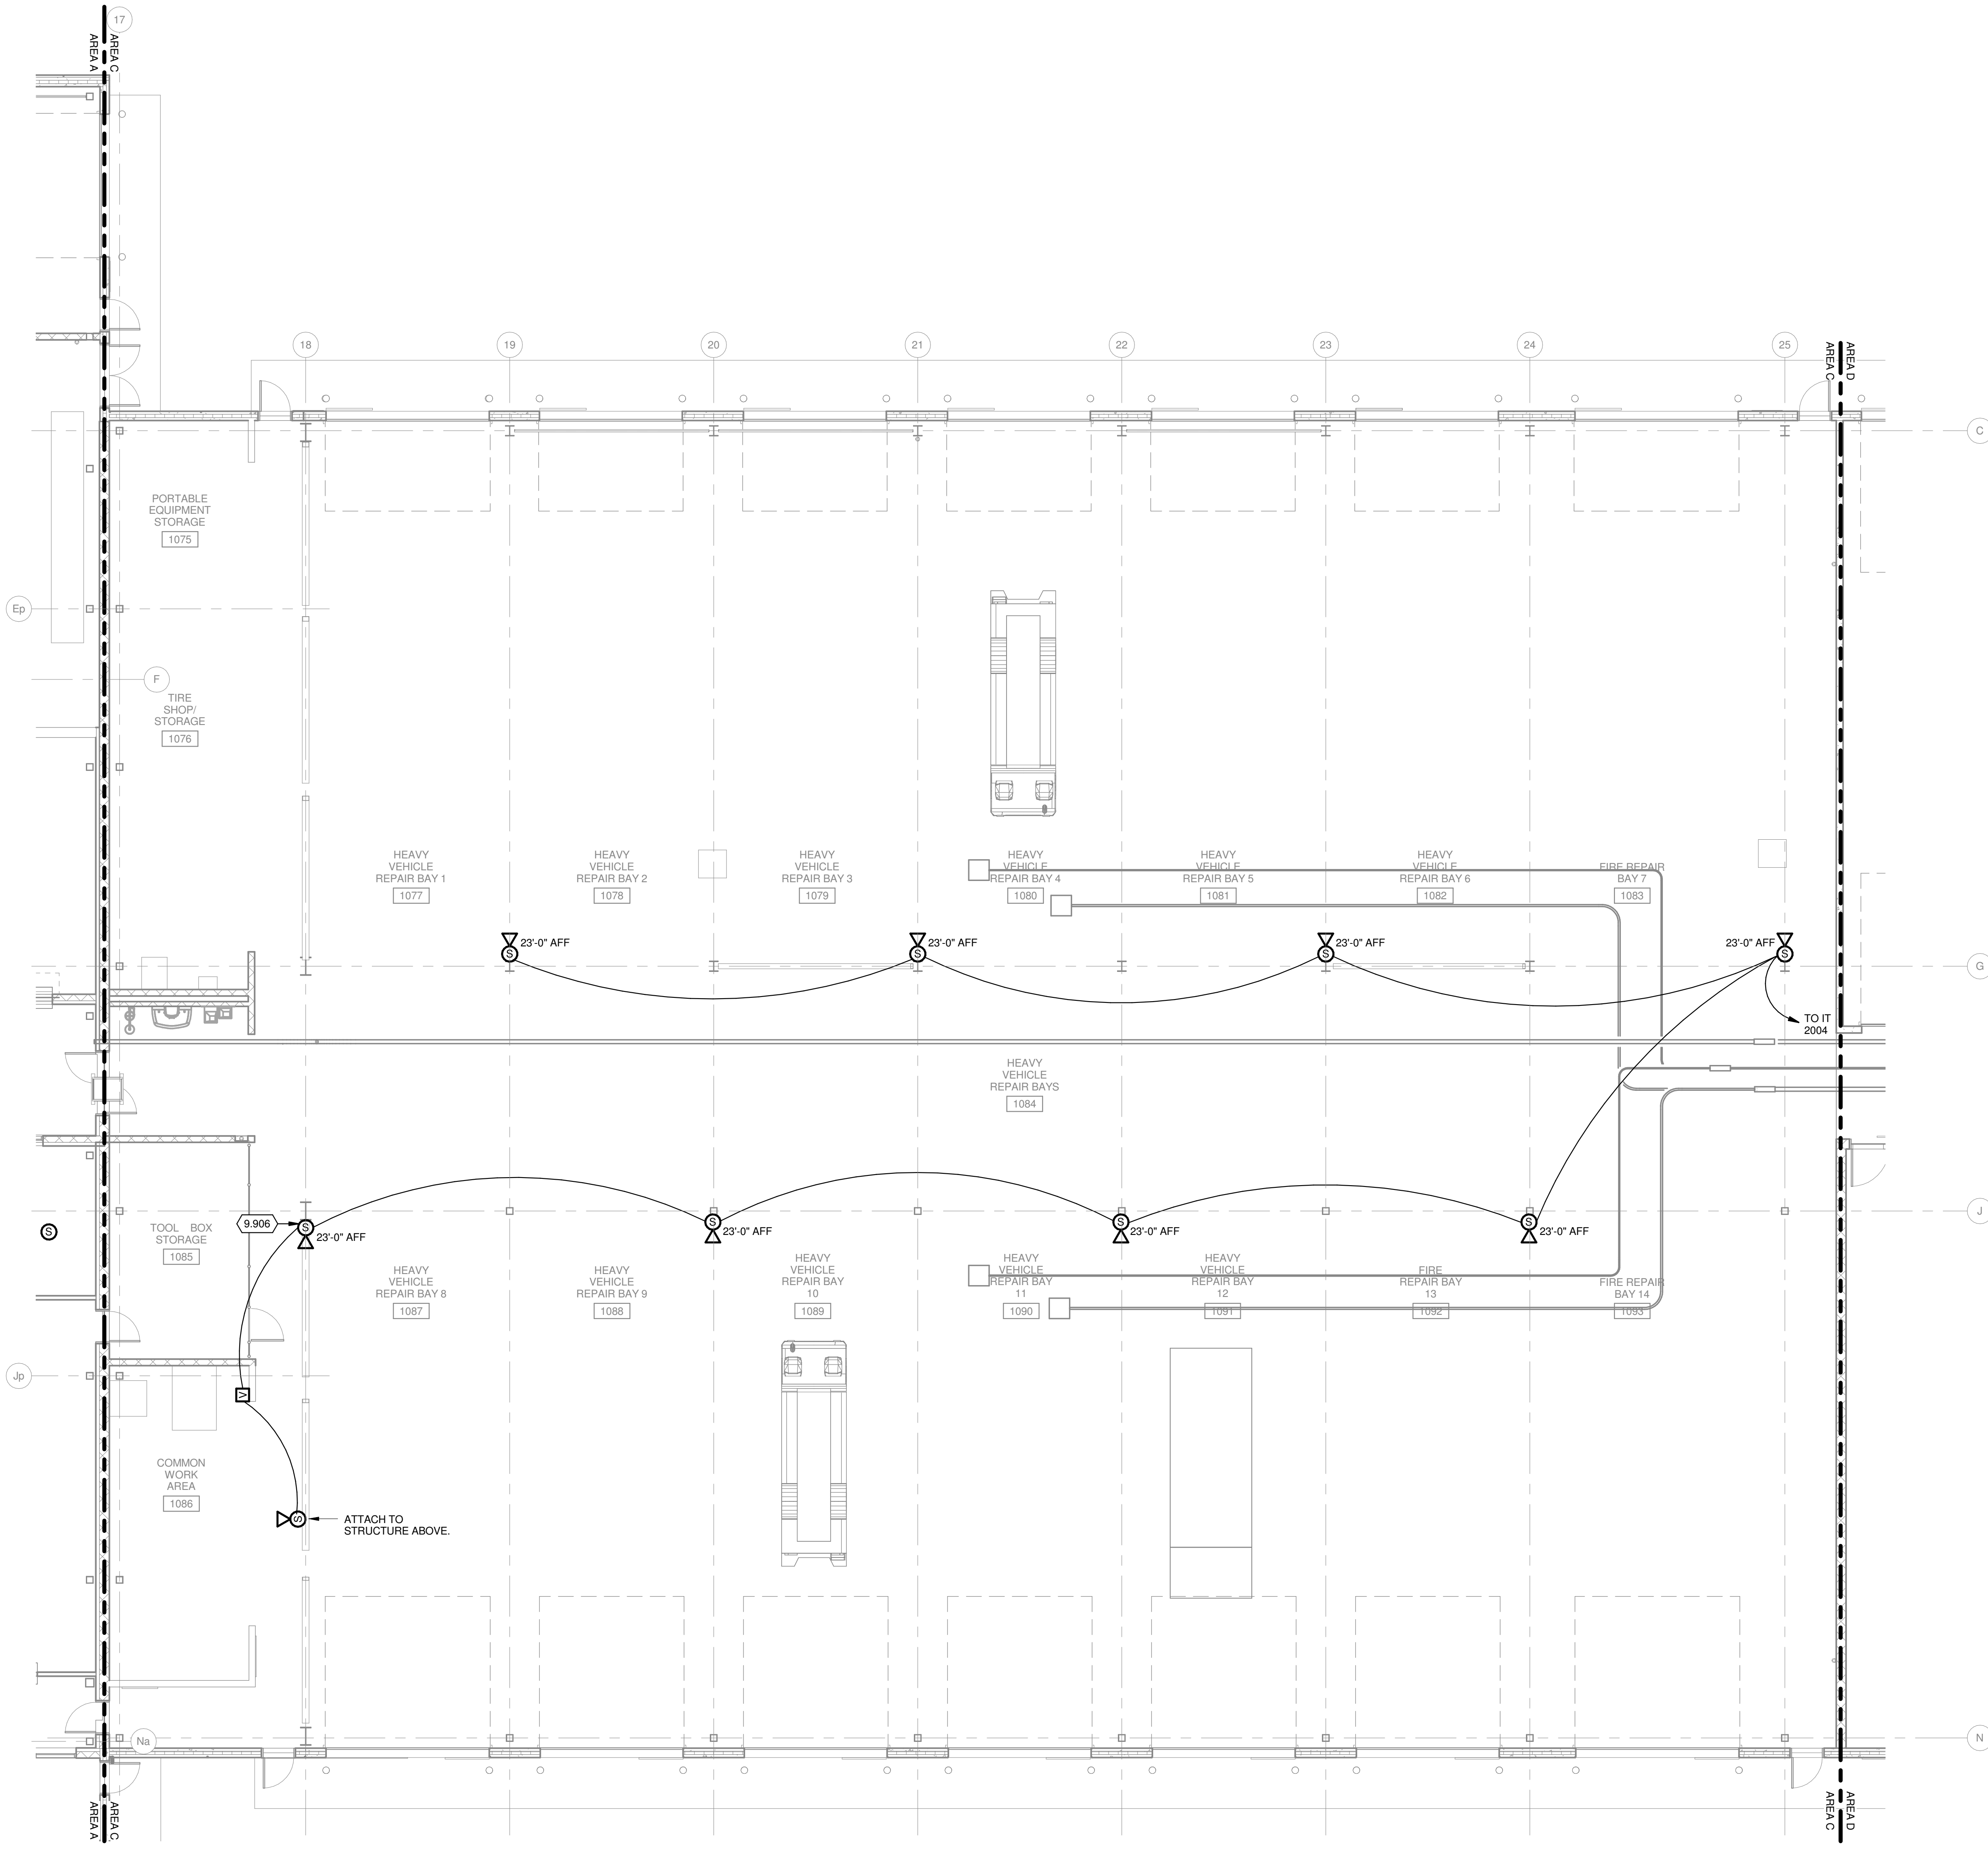 17
AREA C
AREA A
18
19
20
21
22
23
24
25
AREA D
AREA C
C
PORTABLE
EQUIPMENT
STORAGE
1075
Ep
F
TIRE
SHOP/
STORAGE
1076
HEAVY
VEHICLE
REPAIR BAY 1
1077
HEAVY
VEHICLE
REPAIR BAY 2
1078
HEAVY
VEHICLE
REPAIR BAY 3
1079
HEAVY
VEHICLE
REPAIR BAY 4
1080
HEAVY
VEHICLE
REPAIR BAY 5
1081
HEAVY
VEHICLE
REPAIR BAY 6
1082
FIRE REPAIR
BAY 7
1083
S
23'-0" AFF
S
23'-0" AFF
S
23'-0" AFF
23'-0" AFF
S
G
TO IT
2004
HEAVY
VEHICLE
REPAIR BAYS
1084
J
S
TOOL BOX
STORAGE
1085
9.906
S
23'-0" AFF
S
23'-0" AFF
S
23'-0" AFF
S
23'-0" AFF
HEAVY
VEHICLE
REPAIR BAY 8
1087
HEAVY
VEHICLE
REPAIR BAY 9
1088
HEAVY
VEHICLE
REPAIR BAY
10
1089
HEAVY
VEHICLE
REPAIR BAY
11
1090
HEAVY
VEHICLE
REPAIR BAY
12
1091
FIRE
REPAIR BAY
13
1092
FIRE REPAIR
BAY 14
1093
Jp
V
COMMON
WORK
AREA
1086
S
ATTACH TO
STRUCTURE ABOVE.
Na
N
AREA C
AREA A
AREA D
AREA C